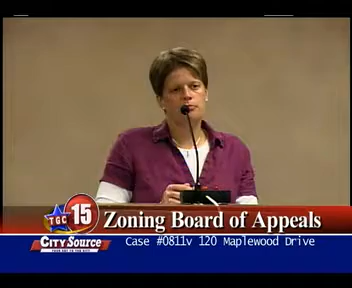 TGC 15
Zoning Board of Appeals
CITY SOURCE
Case #0811v 120 Maplewood Drive